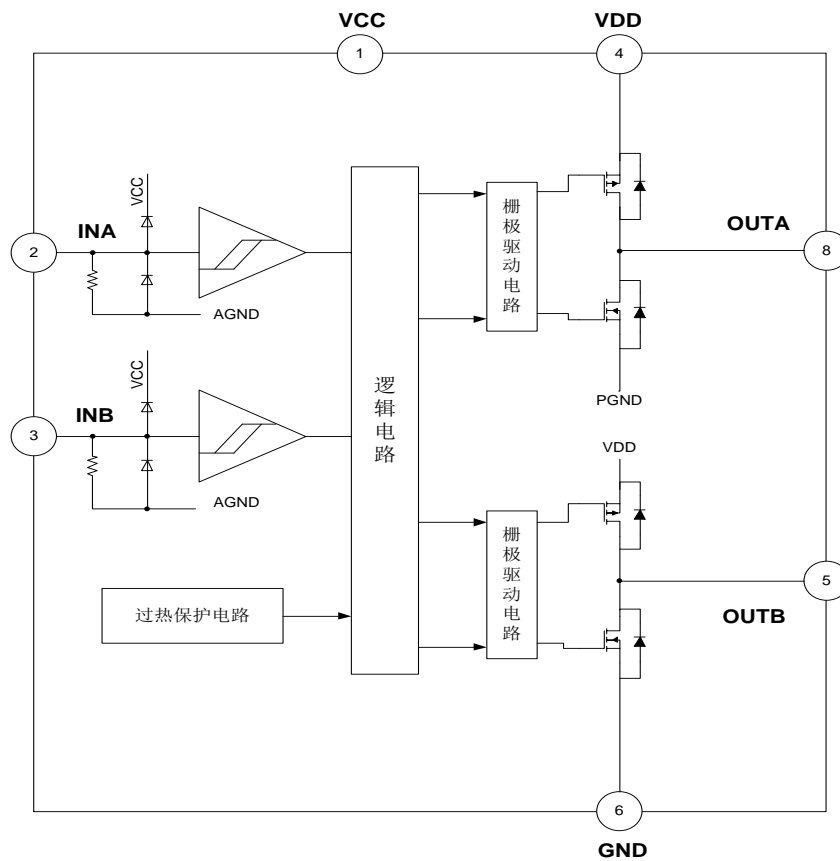 VCC
VDD
1
4
VCC
INA
2
AGND
栅极驱动电路
OUTA
8
PGND
VCC
INB
3
AGND
逻辑电路
VDD
栅极驱动电路
5
OUTB
过热保护电路
6
GND